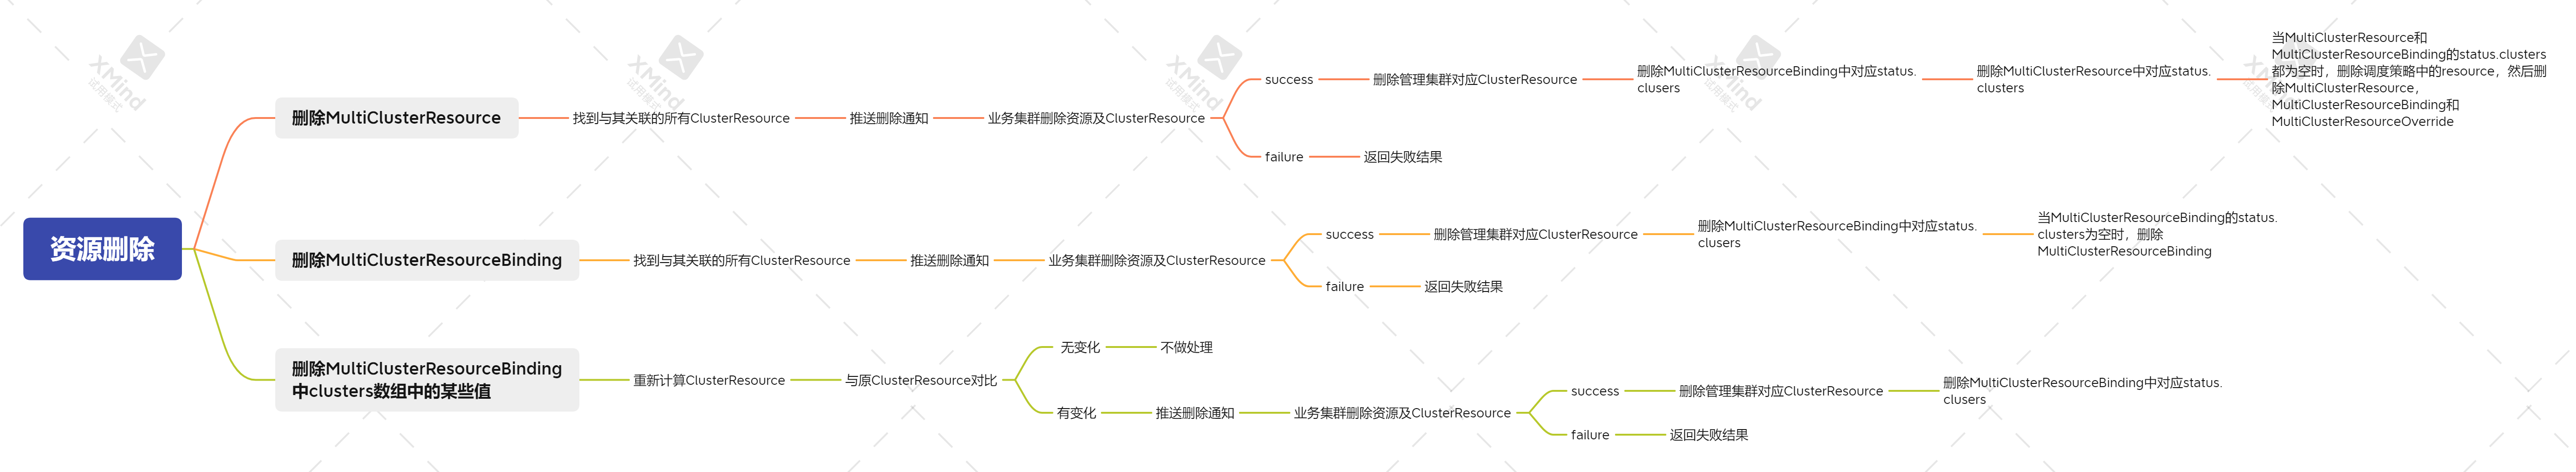 资源删除
删除MultiClusterResource
找到与其关联的所有ClusterResource
推送删除通知
业务集群删除资源及ClusterResource
success
删除管理集群对应ClusterResource
删除MultiClusterResourceBinding中对应status.
clusers
删除MultiClusterResource中对应status.
clusters
当MultiClusterResource和
MultiClusterResourceBinding的status.clusters
都为空时，删除调度策略中的resource，然后删
除MultiClusterResource，
MultiClusterResourceBinding和
MultiClusterResourceOverride
failure
返回失败结果
删除MultiClusterResourceBinding
找到与其关联的所有ClusterResource
推送删除通知
业务集群删除资源及ClusterResource
success
删除管理集群对应ClusterResource
删除MultiClusterResourceBinding中对应status.
clusers
当MultiClusterResourceBinding的status.
clusters为空时，删除
MultiClusterResourceBinding
failure
返回失败结果
删除MultiClusterResourceBinding
中clusters数组中的某些值
重新计算ClusterResource
与原ClusterResource对比
无变化
不做处理
有变化
推送删除通知
业务集群删除资源及ClusterResource
success
删除管理集群对应ClusterResource
删除MultiClusterResourceBinding中对应status.
clusers
failure
返回失败结果
XMind
试用模式
XMind
试用模式
XMind
试用模式
XMind
试用模式